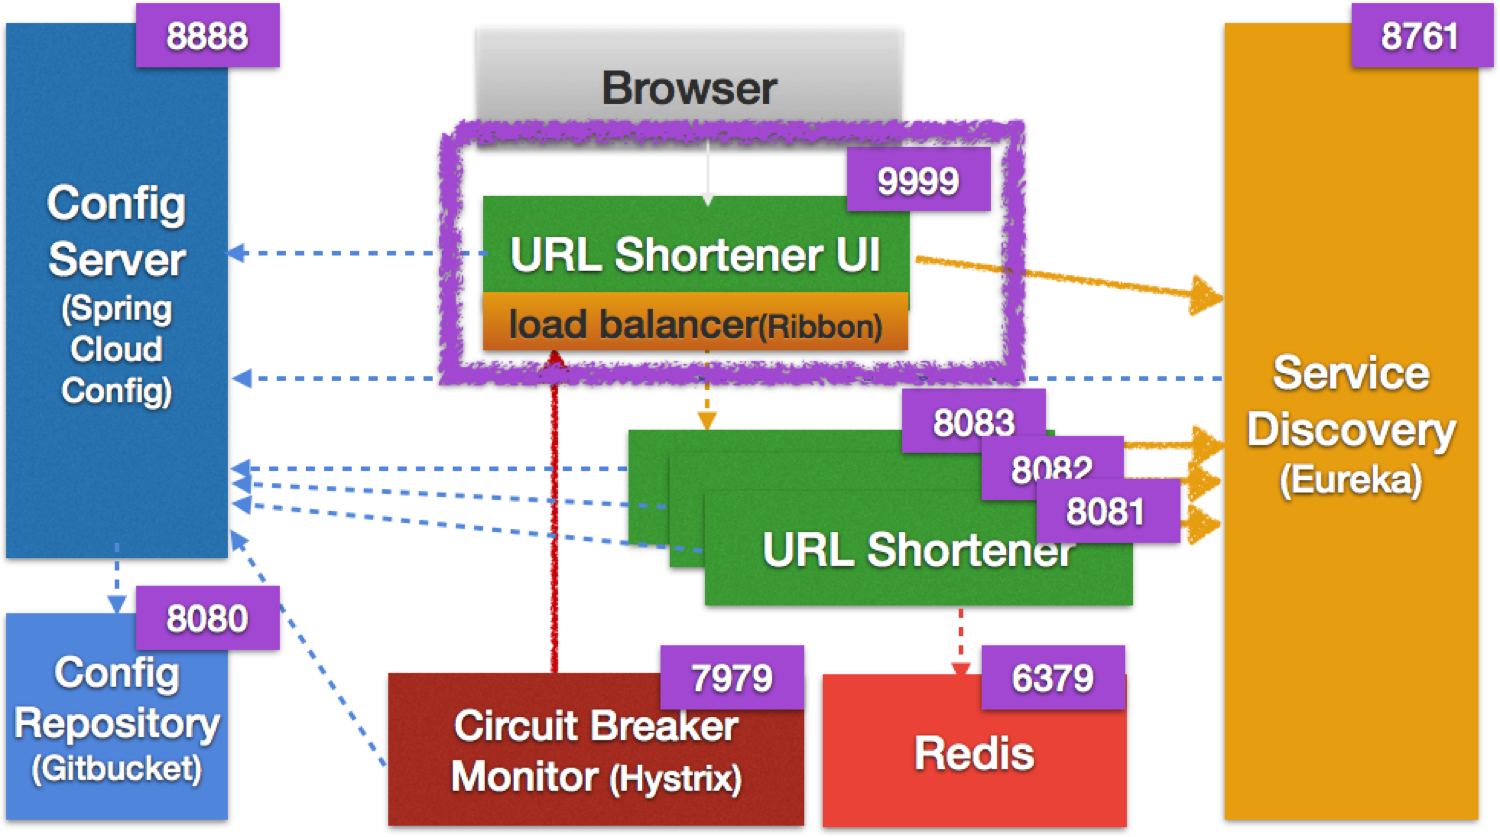 8888
Config
Server
(Spring
Cloud
Config)
8080
Config
Repository
(Gitbucket)
Browser
9999
URL Shortener UI
load balancer(Ribbon)
8083
8082
8081
URL Shortener
7979
Circuit Breaker
Monitor (Hystrix)
6379
Redis
8761
Service
Discovery
(Eureka)